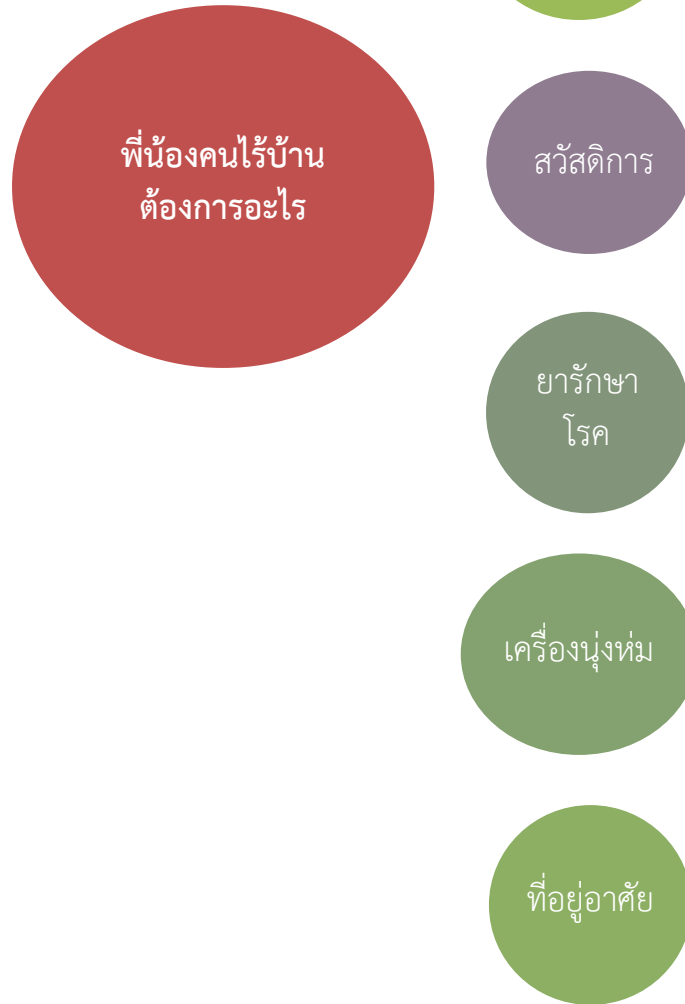 พี่น้องคนไร้บ้าน
ต้องการอะไร
สวัสดิการ
ยารักษา
โรค
เครื่องนุ่งห่ม
ที่อยู่อาศัย